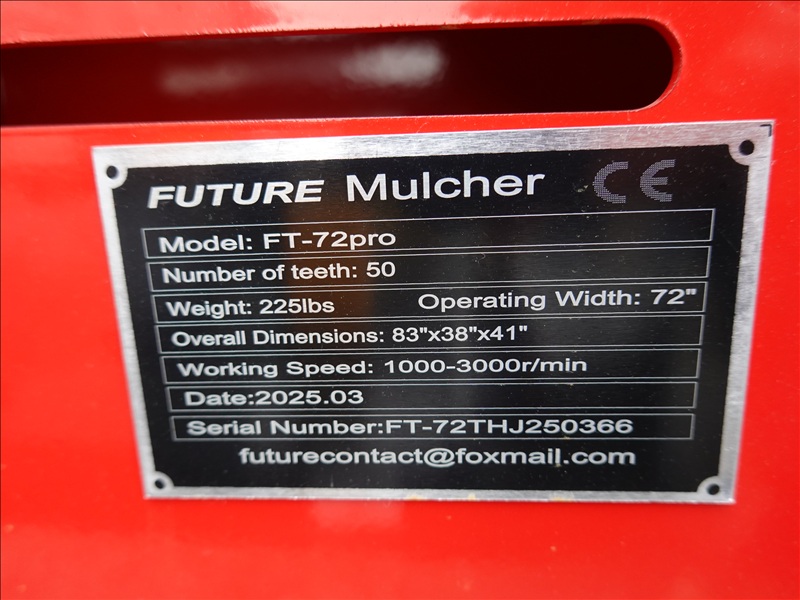 FUTURE Mulcher CE
Model: FT-72pro
Number of teeth: 50
Weight: 225lbs Operating Width: 72"
Overall Dimensions: 83"x38"x41"
Working Speed: 1000-3000r/min
Date:2025.03
Serial Number:FT-72THJ250366
futurecontact@foxmail.com